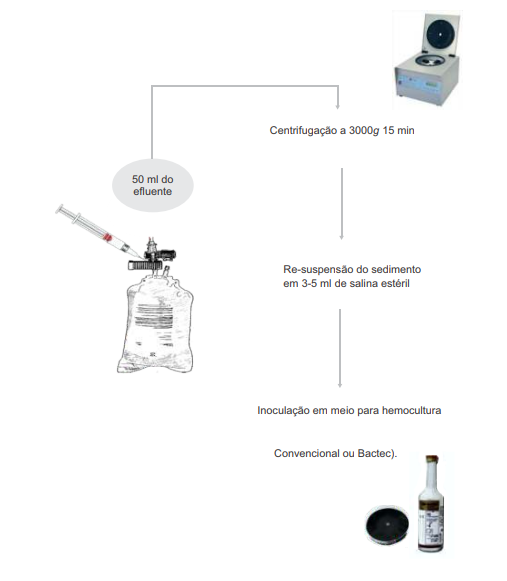 Centrifugação a 3000g 15 min
50 ml do
efluente
Re-suspensão do sedimento
em 3-5 ml de salina estéril
Inoculação em meio para hemocultura
Convencional ou Bactec).